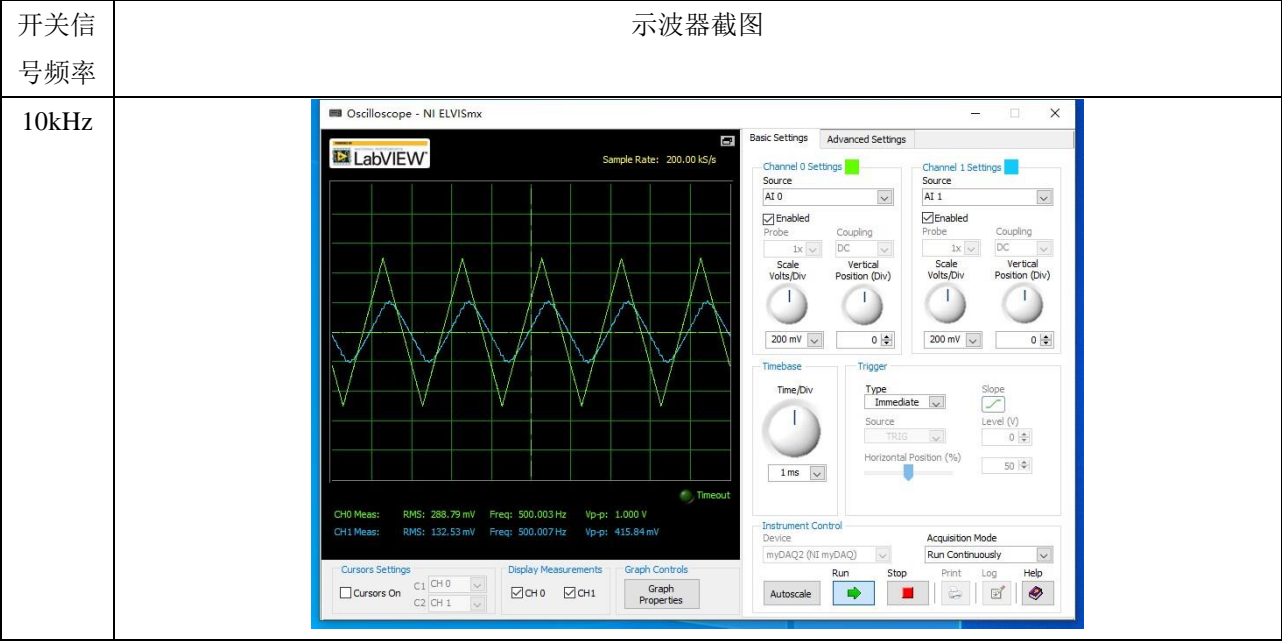 开关信
号频率
示波器截图
10kHz
Oscilloscope - NI ELVISmx
LabVIEW
Sample Rate: 200.00 kS/s
Timeout
CH0 Meas: RMS: 288.79 mV Freq: 500.003 Hz Vp-p: 1.000 V
CH1 Meas: RMS: 132.53 mV Freq: 500.007 Hz Vp-p: 415.84 mV
Cursors Settings
Cursors On
C1 CH 0
C2 CH 1
Display Measurements
CH 0 CH1
Graph Controls
Graph
Properties
Basic Settings Advanced Settings
Channel 0 Settings
Source
AI 0
Enabled
Probe Coupling
1x DC
Scale Vertical
Volts/Div Position (Div)
200 mV 0
Channel 1 Settings
Source
AI 1
Enabled
Probe Coupling
1x DC
Scale Vertical
Volts/Div Position (Div)
200 mV 0
Timebase
Time/Div
1 ms
Trigger
Type Slope
Immediate
Source Level (V)
TRIG 0
Horizontal Position (%)
50
Instrument Control
Device Acquisition Mode
myDAQ2 (NI myDAQ) Run Continuously
Run Stop Print Log Help
Autoscale